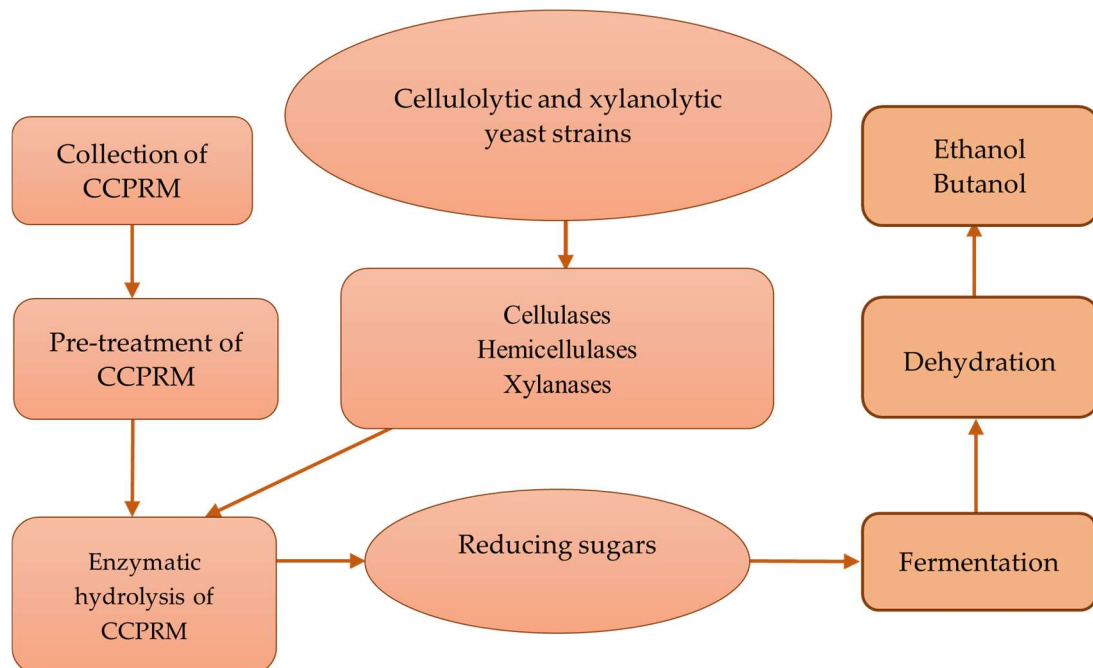 Cellulolytic and xylanolytic
yeast strains
Collection of
CCPRM
Ethanol
Butanol
Pre-treatment of
CCPRM
Cellulases
Hemicellulases
Xylanases
Dehydration
Enzymatic
hydrolysis of
CCPRM
Reducing sugars
Fermentation